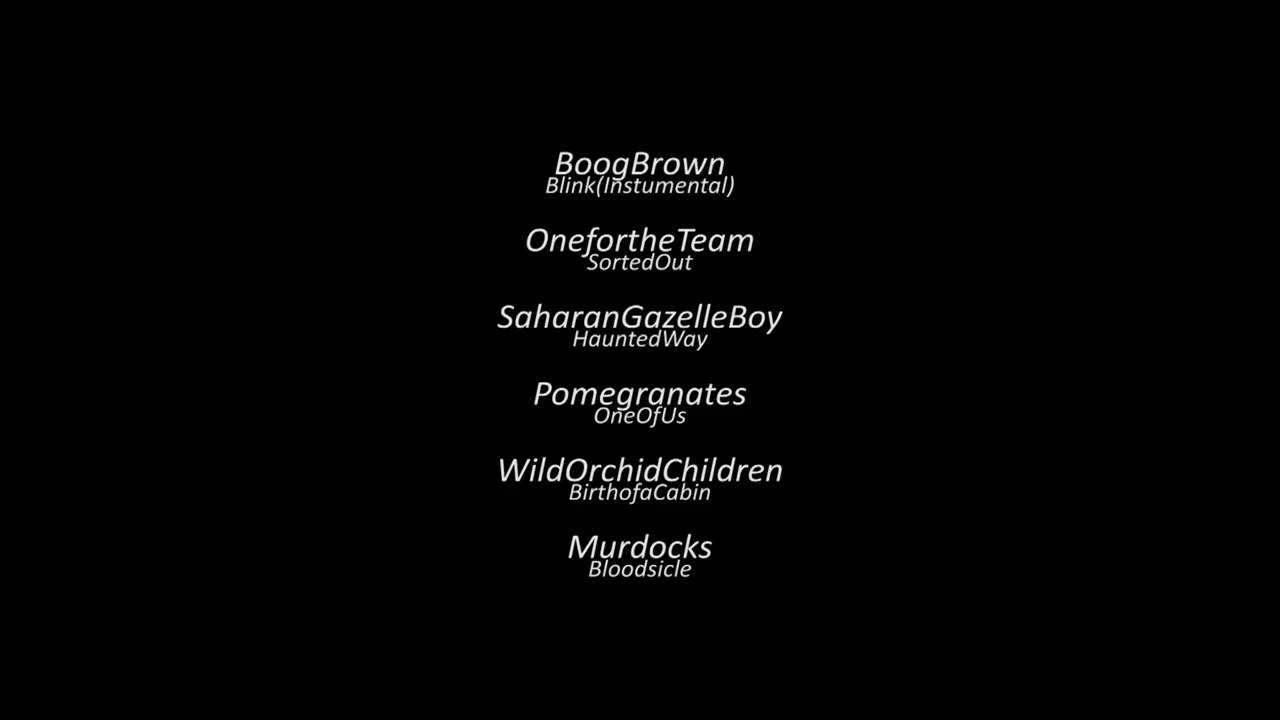 BoogBrown
Blink(Instumental)
OnefortheTeam
SortedOut
SaharanGazelleBoy
HauntedWay
Pomegranates
OneOfUs
WildOrchidChildren
BirthofaCabin
Murdocks
Bloodsicle